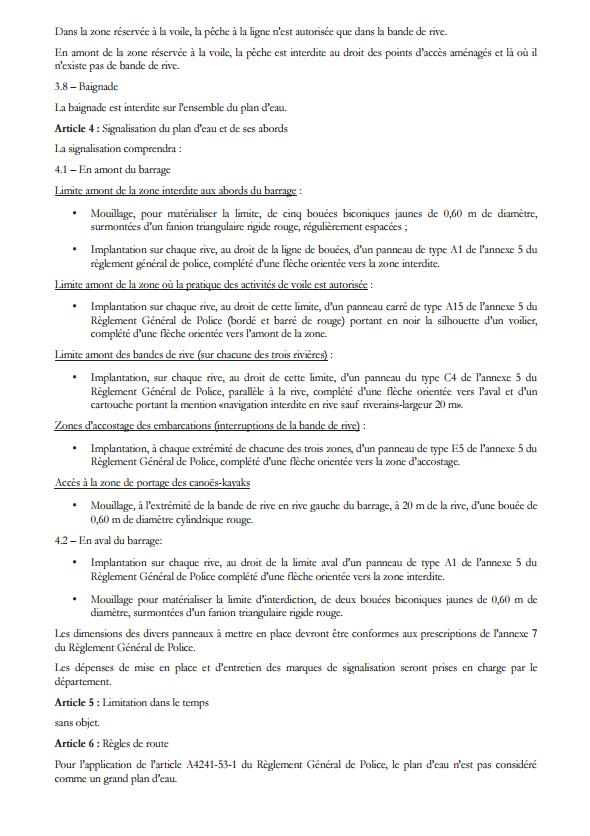 Dans la zone réservée à la voile, la pêche à la ligne n'est autorisée que dans la bande de rive.
En amont de la zone réservée à la voile, la pêche est interdite au droit des points d'accès aménagés et là où il
n'existe pas de bande de rive.
3.8 – Baignade
La baignade est interdite sur l'ensemble du plan d'eau.
Article 4 : Signalisation du plan d'eau et de ses abords
La signalisation comprendra :
4.1 – En amont du barrage
Limite amont de la zone interdite aux abords du barrage :
• Mouillage, pour matérialiser la limite, de cinq bouées biconiques jaunes de 0,60 m de diamètre,
surmontées d'un fanion triangulaire rigide rouge, régulièrement espacées ;
• Implantation sur chaque rive, au droit de la ligne de bouées, d'un panneau de type A1 de l'annexe 5 du
règlement général de police, complété d'une flèche orientée vers la zone interdite.
Limite amont de la zone où la pratique des activités de voile est autorisée :
• Implantation sur chaque rive, au droit de cette limite, d'un panneau carré de type A15 de l'annexe 5 du
Règlement Général de Police (bordé et barré de rouge) portant en noir la silhouette d'un voilier,
complété d'une flèche orientée vers l'amont de la zone.
Limite amont des bandes de rive (sur chacune des trois rivières) :
• Implantation, sur chaque rive, au droit de cette limite, d'un panneau du type C4 de l'annexe 5 du
Règlement Général de Police, parallèle à la rive, complété d'une flèche orientée vers l'aval et d'un
cartouche portant la mention «navigation interdite en rive sauf riverains-largeur 20 m».
Zones d'accostage des embarcations (interruptions de la bande de rive) :
• Implantation, à chaque extrémité de chacune des trois zones, d'un panneau de type E5 de l'annexe 5 du
Règlement Général de Police, complété d'une flèche orientée vers la zone d'accostage.
Accès à la zone de portage des canoës-kayaks
• Mouillage, à l'extrémité de la bande de rive en rive gauche du barrage, à 20 m de la rive, d'une bouée de
0,60 m de diamètre cylindrique rouge.
4.2 – En aval du barrage:
• Implantation sur chaque rive, au droit de la limite aval d'un panneau de type A1 de l'annexe 5 du
Règlement Général de Police complété d'une flèche orientée vers la zone interdite.
• Mouillage pour matérialiser la limite d'interdiction, de deux bouées biconiques jaunes de 0,60 m de
diamètre, surmontées d'un fanion triangulaire rigide rouge.
Les dimensions des divers panneaux à mettre en place devront être conformes aux prescriptions de l'annexe 7
du Règlement Général de Police.
Les dépenses de mise en place et d'entretien des marques de signalisation seront prises en charge par le
département.
Article 5 : Limitation dans le temps
sans objet.
Article 6 : Règles de route
Pour l'application de l'article A4241-53-1 du Règlement Général de Police, le plan d'eau n'est pas considéré
comme un grand plan d'eau.